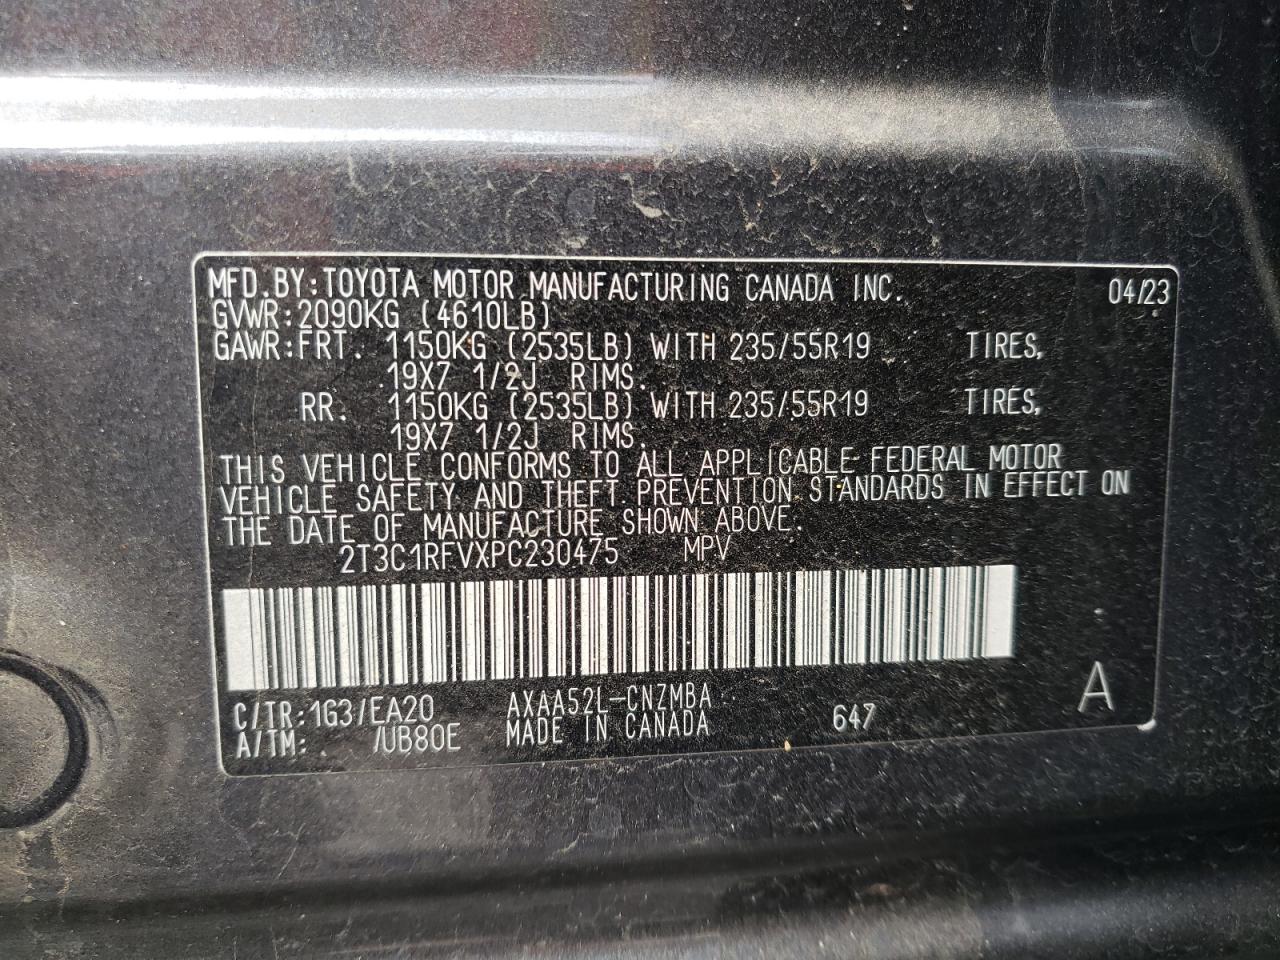 MFD.BY:TOYOTA MOTOR MANUFACTURING CANADA INC. 04/23
GVWR:2090KG (4610LB)
GAWR:FRT. 1150KG (2535LB) WITH 235/55R19 TIRES,
19X7 1/2J RIMS.
RR. 1150KG (2535LB) WITH 235/55R19 TIRES,
19X7 1/2J RIMS.
THIS VEHICLE CONFORMS TO ALL APPLICABLE FEDERAL MOTOR
VEHICLE SAFETY AND THEFT PREVENTION STANDARDS IN EFFECT ON
THE DATE OF MANUFACTURE SHOWN ABOVE.
2T3C1RFVXPC230475 MPV
C/TR:1G3/EA20 AXAA52L-CNZMBA
A/TM: /UB80E MADE IN CANADA 647 A